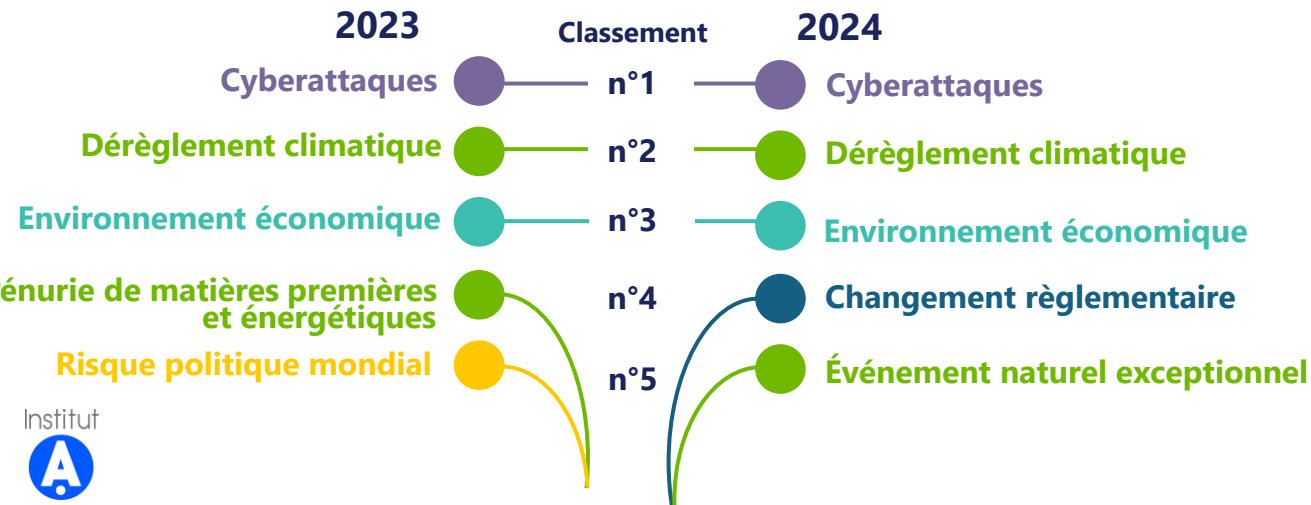 2023
Classement
2024
Cyberattaques
n°1
Cyberattaques
Dérèglement climatique
n°2
Dérèglement climatique
Environnement économique
n°3
Environnement économique
énurie de matières premières
et énergétiques
n°4
Changement règlementaire
Risque politique mondial
n°5
Événement naturel exceptionnel
Institut
A